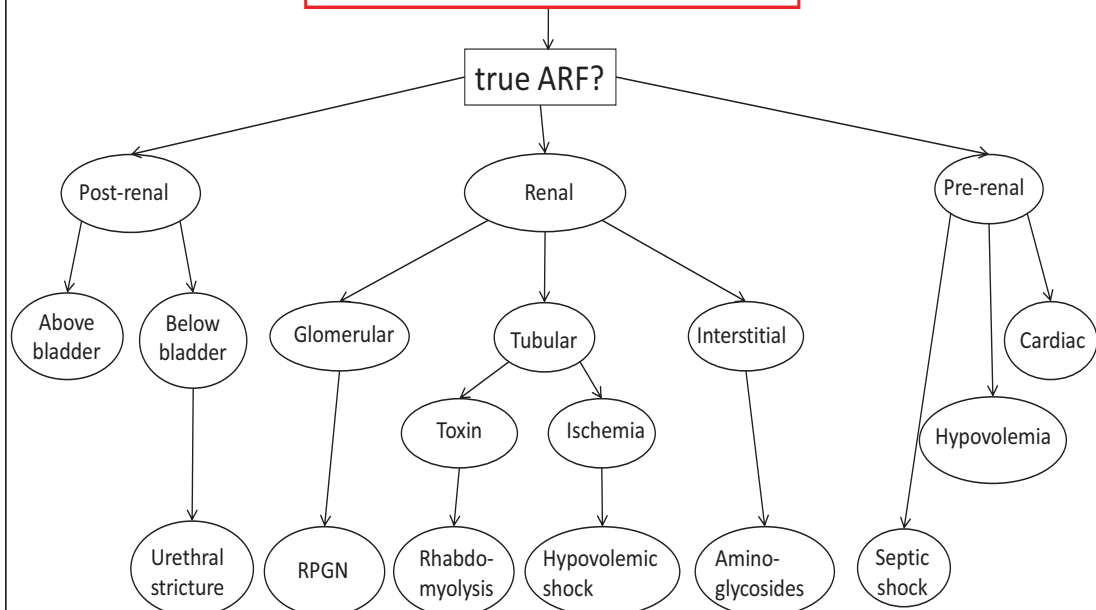 true ARF?
Post-renal
Renal
Pre-renal
Above
bladder
Below
bladder
Glomerular
Tubular
Interstitial
Cardiac
Toxin
Ischemia
Hypovolemia
Urethral
stricture
RPGN
Rhabdo-
myolysis
Hypovolemic
shock
Amino-
glycosides
Septic
shock